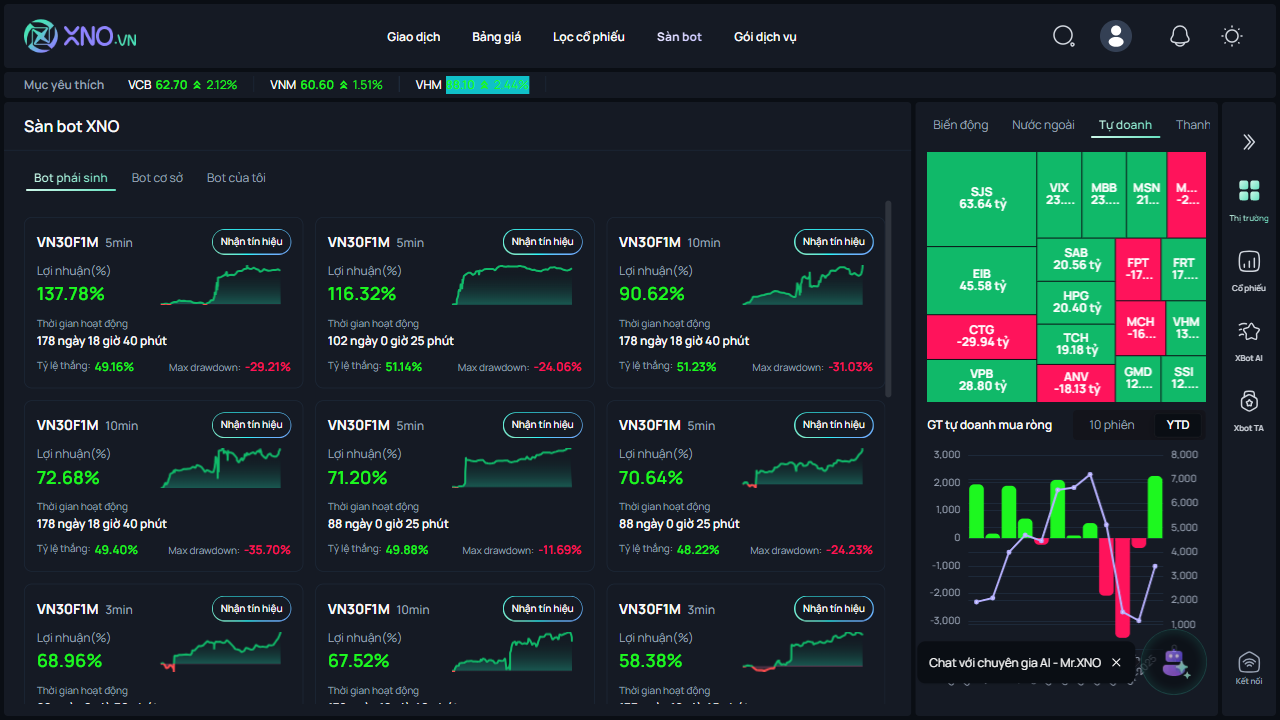 XNO.VN
Giao dịch Bảng giá Lọc cổ phiếu Sàn bot Gói dịch vụ
Mục yêu thích VCB 62.70 2.12% VNM 60.60 1.51% VHM 68.10 2.44%
Sàn bot XNO
Bot phái sinh Bot cơ sở Bot của tôi
VN30F1M 5min Nhận tín hiệu
Lợi nhuận(%)
137.78%
Thời gian hoạt động
178 ngày 18 giờ 40 phút
Tỷ lệ thắng: 49.16% Max drawdown: -29.21%
VN30F1M 5min Nhận tín hiệu
Lợi nhuận(%)
116.32%
Thời gian hoạt động
102 ngày 0 giờ 25 phút
Tỷ lệ thắng: 51.14% Max drawdown: -24.06%
VN30F1M 10min Nhận tín hiệu
Lợi nhuận(%)
90.62%
Thời gian hoạt động
178 ngày 18 giờ 40 phút
Tỷ lệ thắng: 51.23% Max drawdown: -31.03%
VN30F1M 10min Nhận tín hiệu
Lợi nhuận(%)
72.68%
Thời gian hoạt động
178 ngày 18 giờ 40 phút
Tỷ lệ thắng: 49.40% Max drawdown: -35.70%
VN30F1M 5min Nhận tín hiệu
Lợi nhuận(%)
71.20%
Thời gian hoạt động
88 ngày 0 giờ 25 phút
Tỷ lệ thắng: 49.88% Max drawdown: -11.69%
VN30F1M 5min Nhận tín hiệu
Lợi nhuận(%)
70.64%
Thời gian hoạt động
88 ngày 0 giờ 25 phút
Tỷ lệ thắng: 48.22% Max drawdown: -24.23%
VN30F1M 3min Nhận tín hiệu
Lợi nhuận(%)
68.96%
Thời gian hoạt động
VN30F1M 10min Nhận tín hiệu
Lợi nhuận(%)
67.52%
Thời gian hoạt động
VN30F1M 3min Nhận tín hiệu
Lợi nhuận(%)
58.38%
Thời gian hoạt động
Biến động Nước ngoài Tự doanh Thanh
SJS
63.64 tỷ
EIB
45.58 tỷ
CTG
-29.94 tỷ
VPB
28.80 tỷ
VIX
23....
MBB
23....
MSN
21...
M...
-2...
SAB
20.56 tỷ
HPG
20.40 tỷ
TCH
19.18 tỷ
ANV
-18.13 tỷ
FPT
-17...
FRT
17....
MCH
-16...
VHM
13...
GMD
12....
SSI
12....
GT tự doanh mua ròng 10 phiên YTD
3,000
2,000
1,000
0
-1,000
-2,000
-3,000
8,000
7,000
6,000
5,000
4,000
3,000
2,000
1,000
Chat với chuyên gia AI - Mr.XNO
Thị trường
Cổ phiếu
XBot AI
Xbot TA
Kết nối